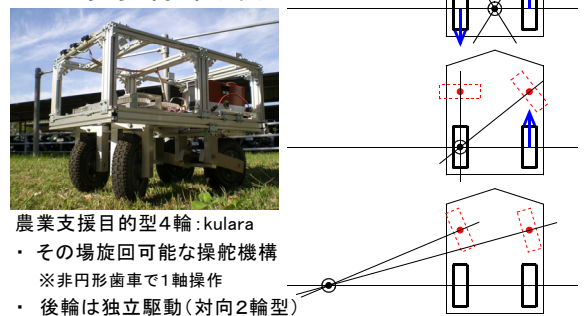 農業支援目的型4輪:kulara
・ その場旋回可能な操舵機構
※非円形歯車で1軸操作
・ 後輪は独立駆動(対向2輪型)